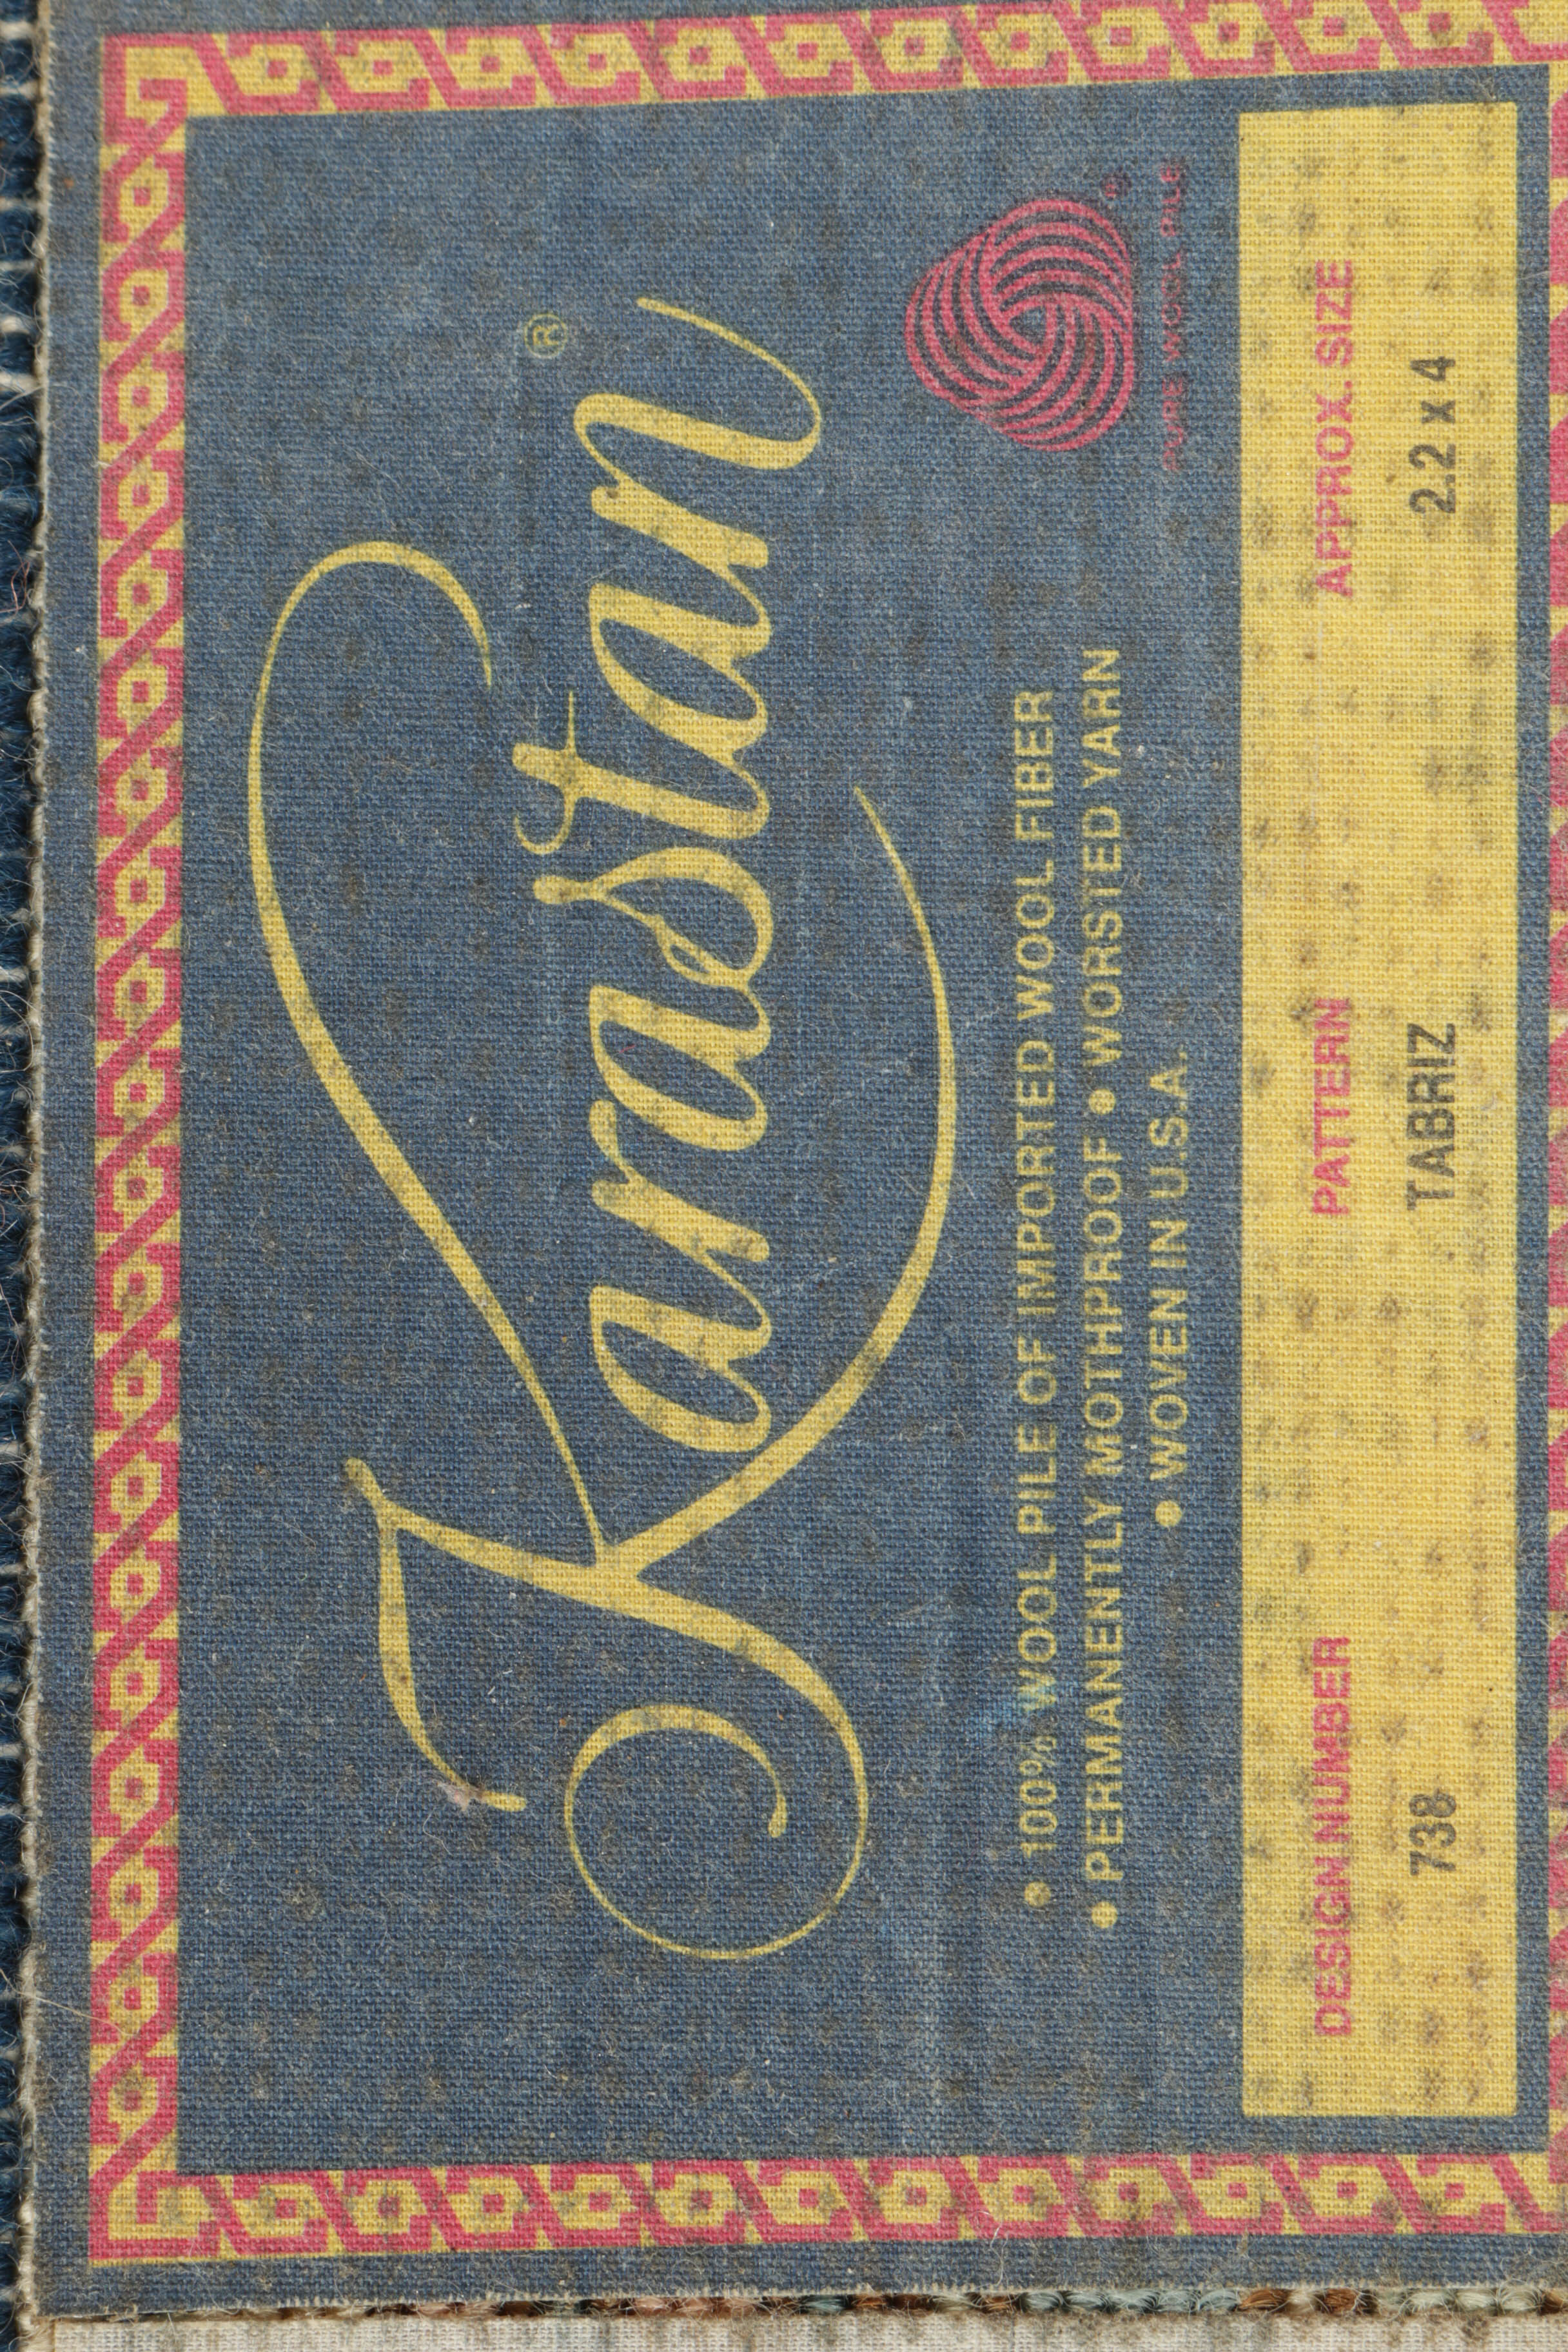 Karastan®
• 100% WOOL PILE OF IMPORTED WOOL FIBER
• PERMANENTLY MOTHPROOF • WORSTED YARN
• WOVEN IN U.S.A.
®
PURE WOOL PILE
DESIGN NUMBER PATTERN APPROX. SIZE
738 TABRIZ 2.2 x 4